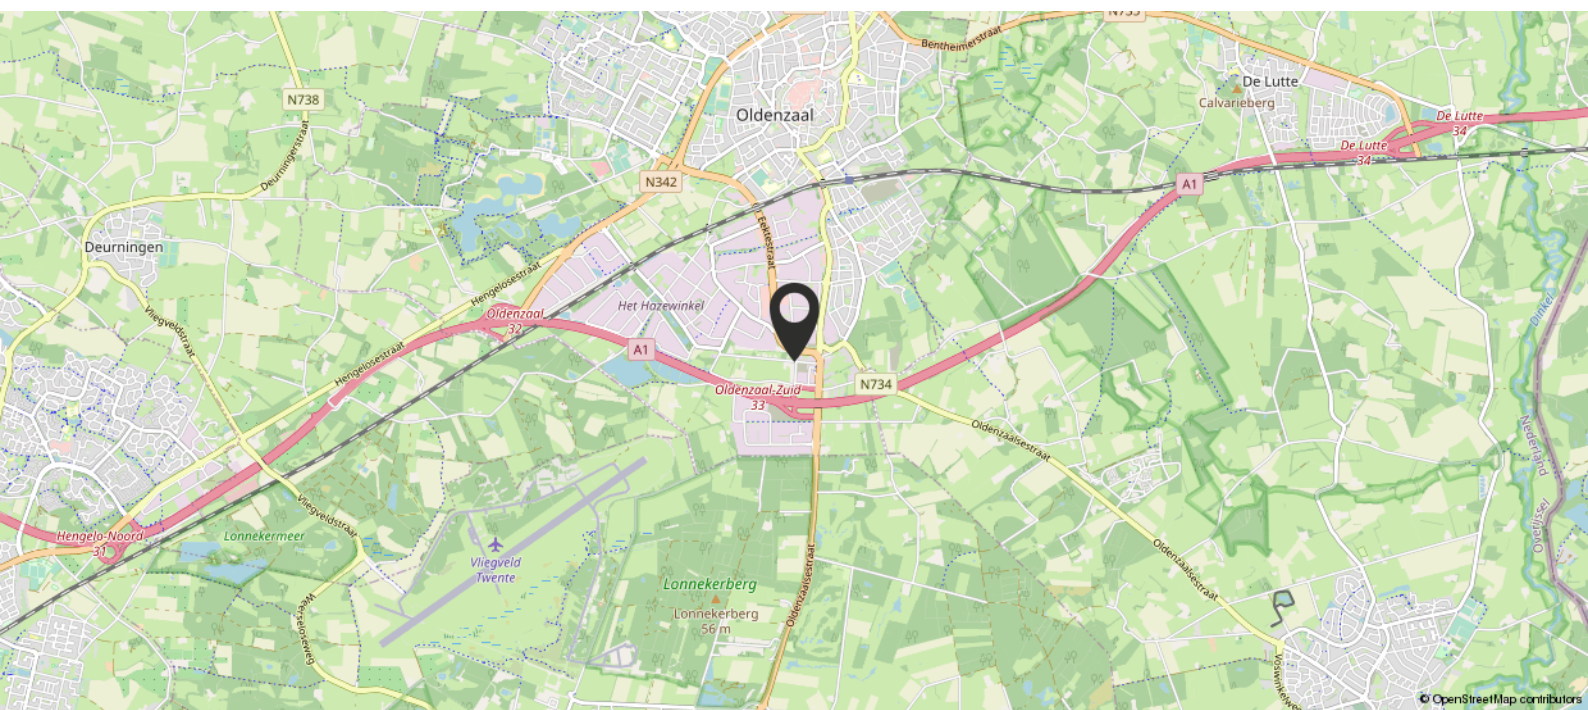 N735
Bentheimerstraat
De Lutte
Calvarieberg
N738
Oldenzaal
De Lutte
34
De Lutte
34
Deurningerstraat
N342
A1
Eektestraat
Deurningen
Hengelosestraat
Het Hazewinkel
Dinkel
Oldenzaal
32
Vliegveldstraat
A1
Hengelosestraat
N734
Oldenzaal-Zuid
33
Oldenzaalsestraat
Nederland
Overijssel
Vliegveldstraat
Hengelo-Noord
31
Lonnekermeer
Vliegveld
Twente
Oldenzaalsestraat
Lonnekerberg
Lonnekerberg
56 m
Oldenzaalsestraat
Weerseloseweg
Voswinkelweg
© OpenStreetMap contributors